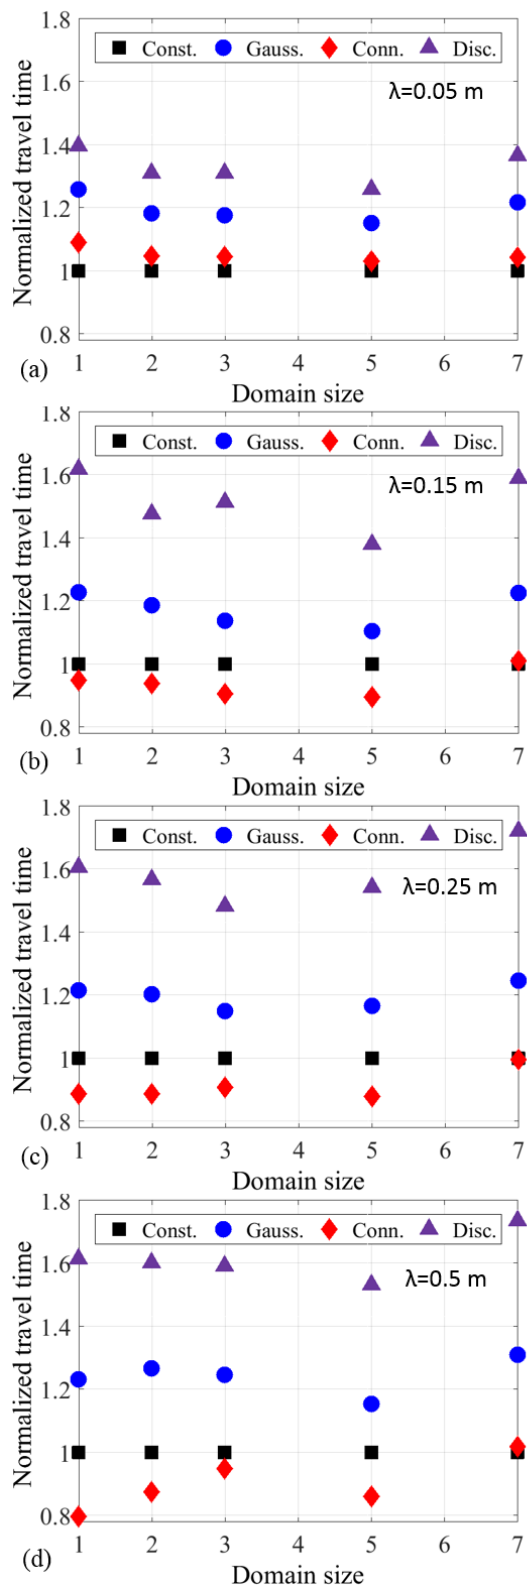 1.8
Const. Gauss. Conn. Disc.
1.6
λ=0.05 m
1.4
1.2
1
0.8
Normalized travel time
1 2 3 4 5 6 7
(a)
Domain size
1.8
Const. Gauss. Conn. Disc.
1.6
λ=0.15 m
1.4
1.2
1
0.8
Normalized travel time
1 2 3 4 5 6 7
(b)
Domain size
1.8
Const. Gauss. Conn. Disc.
1.6
λ=0.25 m
1.4
1.2
1
0.8
Normalized travel time
1 2 3 4 5 6 7
(c)
Domain size
1.8
Const. Gauss. Conn. Disc.
1.6
λ=0.5 m
1.4
1.2
1
0.8
Normalized travel time
1 2 3 4 5 6 7
(d)
Domain size